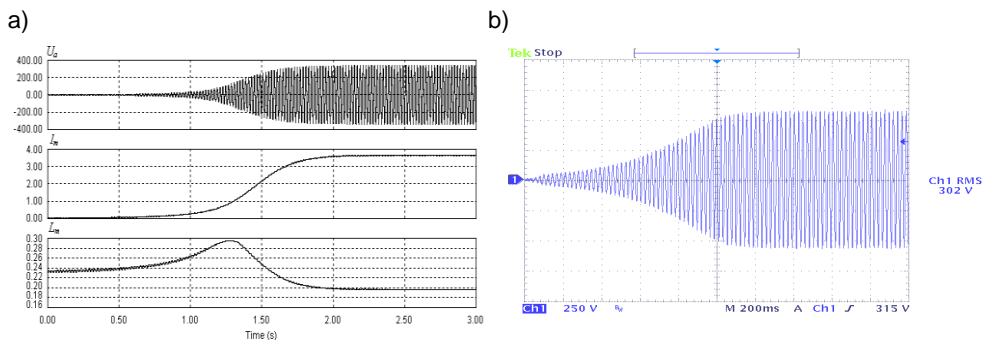 a)
b)
U_a
400.00
200.00
0.00
-200.00
-400.00
I_m
4.00
3.00
2.00
1.00
0.00
L_m
0.30
0.28
0.26
0.24
0.22
0.20
0.18
0.16
0.00 0.50 1.00 1.50 2.00 2.50 3.00
Time (s)
Tek Stop
1
Ch1 RMS
302 V
Ch1 250 V M 200ms A Ch1 315 V